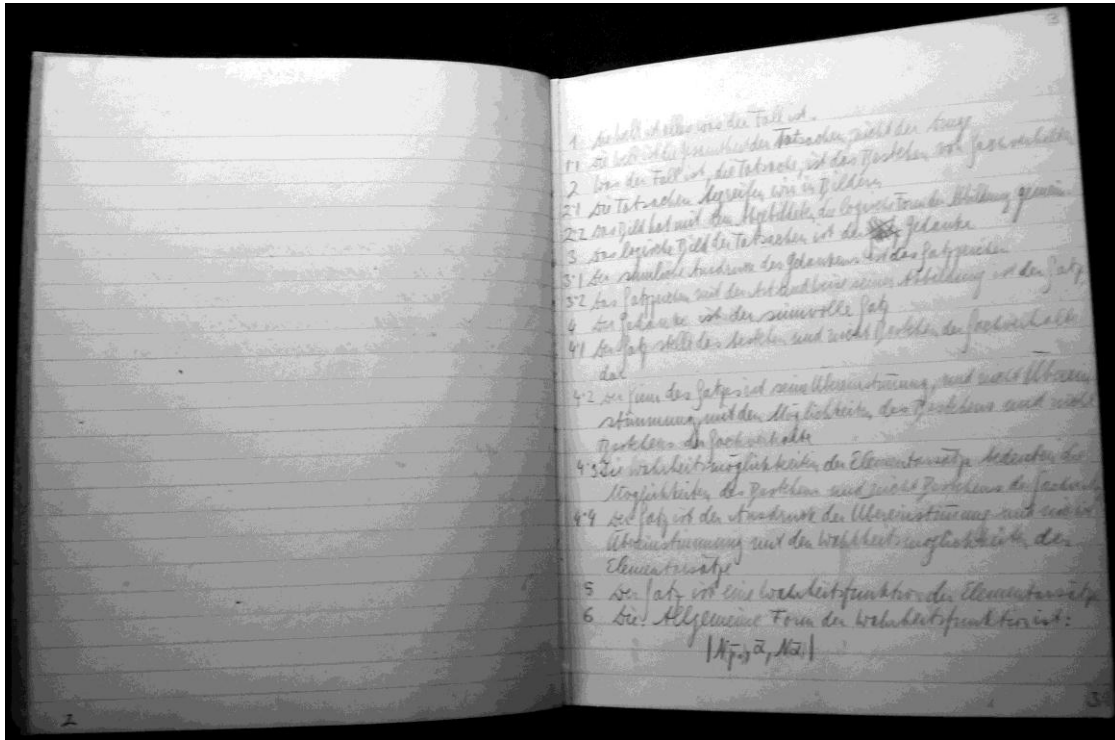 3
1 Die Welt ist alles was der Fall ist.
1·1 Die Welt ist die Gesamtheit der Tatsachen, nicht der Dinge
2 Was der Fall ist, die Tatsache, ist das Bestehen von Sachverhalten
2·1 Die Tatsachen begreifen wir in Bildern
2·2 Das Bild hat mit dem Abgebildeten die logische Form der Abbildung gemein
3 Das logische Bild der Tatsachen ist der Gedanke
3·1 Der sinnliche Ausdruck des Gedankens ist das Satzzeichen
3·2 Das Satzzeichen mit der Art und Weise seiner Abbildung ist der Satz,
4 Der Gedanke ist der sinnvolle Satz
4·1 Der Satz stellt das Bestehen und nicht Bestehen der Sachverhalte
dar
4·2 Der Sinn des Satzes ist seine Übereinstimmung, und nicht Überein
stimmung mit den Möglichkeiten des Bestehens und nicht
Bestehens der Sachverhalte
4·3 Die Wahrheitsmöglichkeiten der Elementarsätze bedeuten die
Möglichkeiten des Bestehens und nicht Bestehens der
4·4 Der Satz ist der Ausdruck der Übereinstimmung und nicht
Übereinstimmung mit den Wahrheitsmöglichkeiten der
Elementarsätze
5 Der Satz ist eine Wahrheitsfunktion der Elementarsätze
6 Die Allgemeine Form der Wahrheitsfunktion ist:
2
3